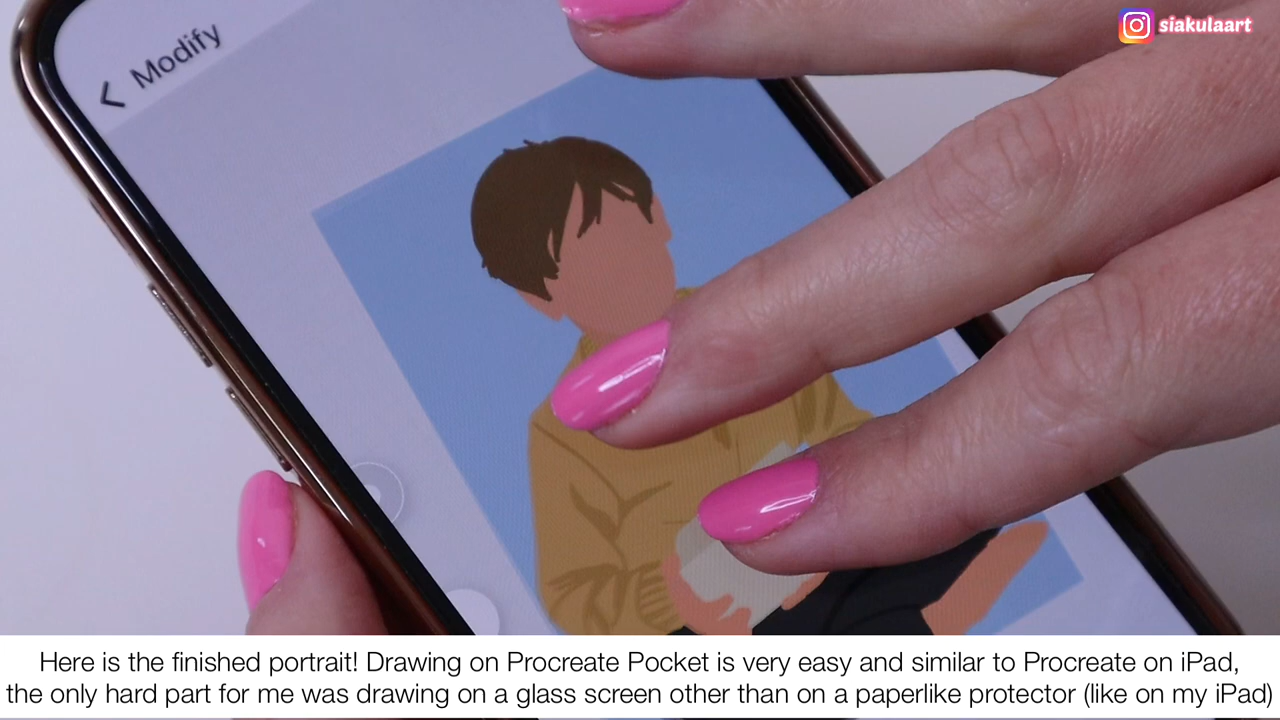 siakulaart
Modify
Here is the finished portrait! Drawing on Procreate Pocket is very easy and similar to Procreate on iPad,
the only hard part for me was drawing on a glass screen other than on a paperlike protector (like on my iPad)